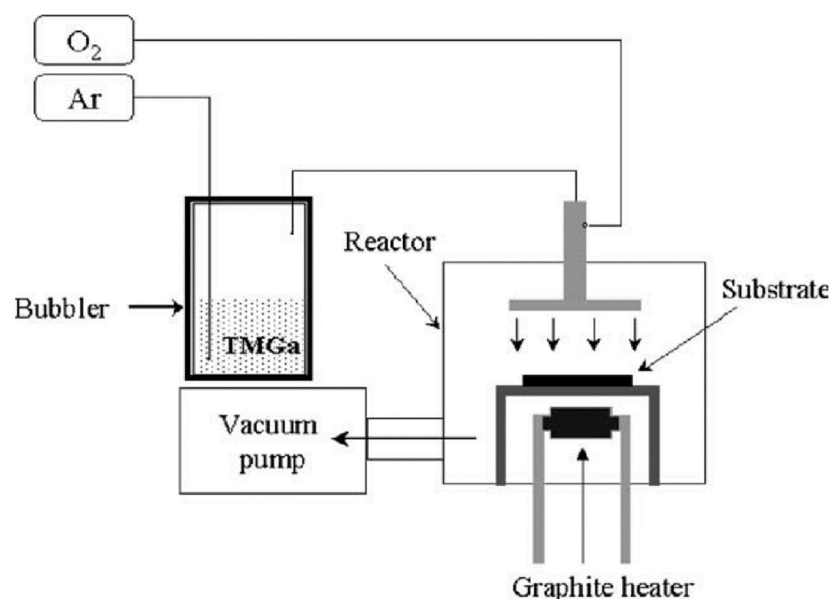 O₂
Ar
Reactor
Substrate
Bubbler
TMGa
Vacuum
pump
Graphite heater